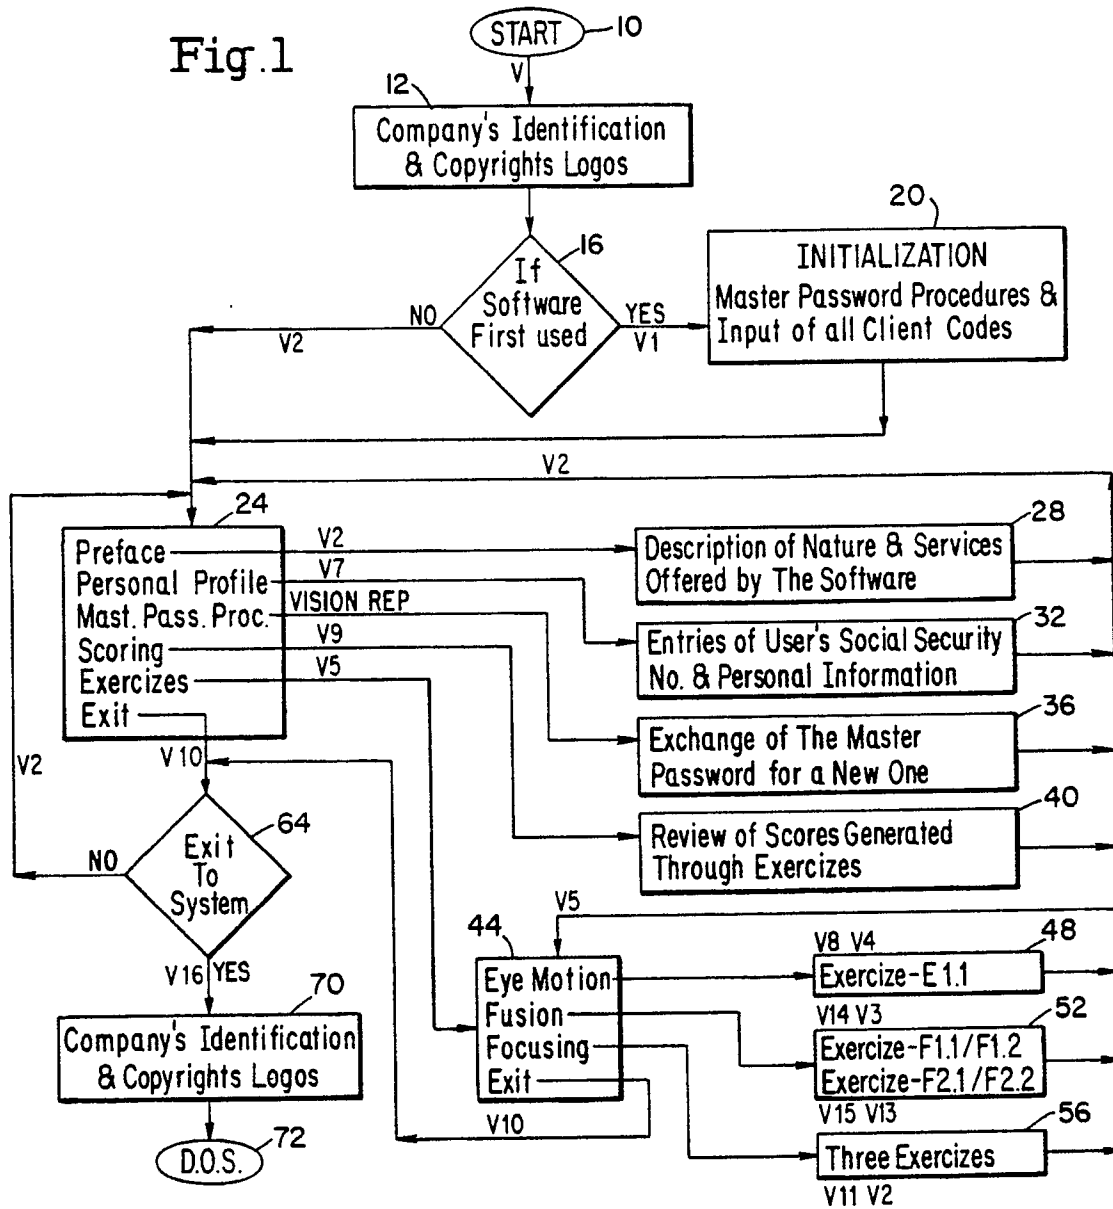 Fig.1
START
10
V
12
Company's Identification
& Copyrights Logos
16
If
Software
First used
NO
V2
YES
V1
20
INITIALIZATION
Master Password Procedures &
Input of all Client Codes
V2
24
Preface
Personal Profile
Mast. Pass. Proc.
Scoring
Exercizes
Exit
V2
V7
VISION REP
V9
V5
28
Description of Nature & Services
Offered by The Software
32
Entries of User's Social Security
No. & Personal Information
36
Exchange of The Master
Password for a New One
40
Review of Scores Generated
Through Exercizes
V10
V2
64
Exit
To
System
NO
V16
YES
70
Company's Identification
& Copyrights Logos
72
D.O.S.
V5
44
Eye Motion
Fusion
Focusing
Exit
V10
V8 V4
48
Exercize-E1.1
V14 V3
52
Exercize-F1.1/F1.2
Exercize-F2.1/F2.2
V15 V13
56
Three Exercizes
V11 V2